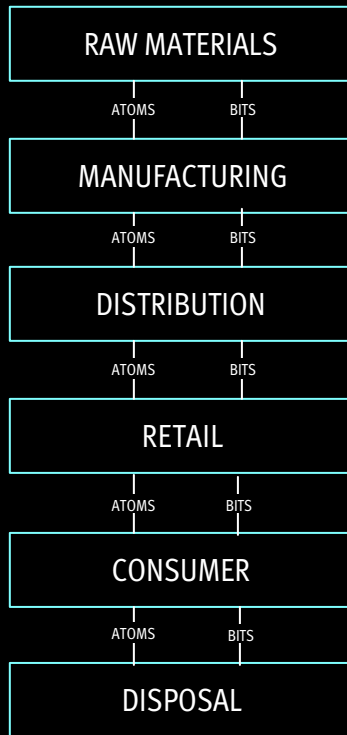 RAW MATERIALS
ATOMS BITS
MANUFACTURING
ATOMS BITS
DISTRIBUTION
ATOMS BITS
RETAIL
ATOMS BITS
CONSUMER
ATOMS BITS
DISPOSAL